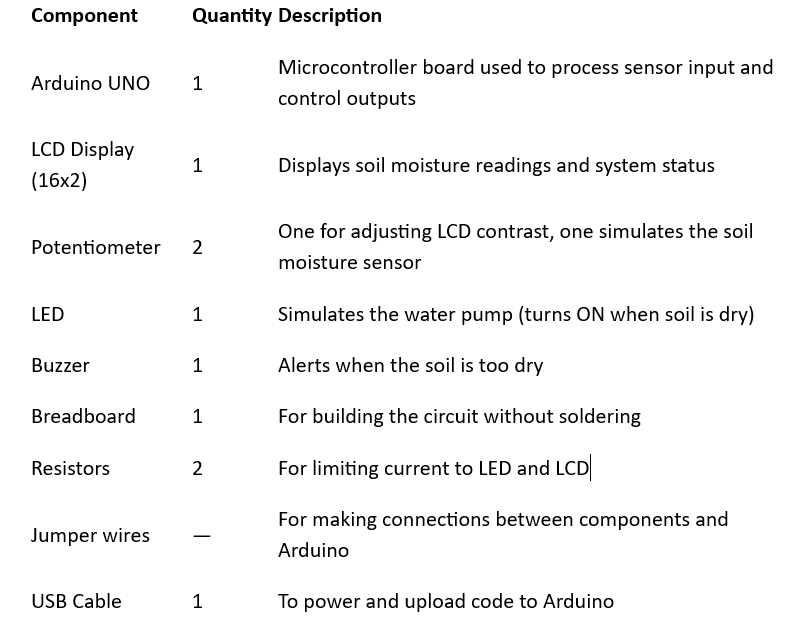 Component Quantity Description
Arduino UNO 1 Microcontroller board used to process sensor input and
control outputs
LCD Display
(16x2) 1 Displays soil moisture readings and system status
Potentiometer 2 One for adjusting LCD contrast, one simulates the soil
moisture sensor
LED 1 Simulates the water pump (turns ON when soil is dry)
Buzzer 1 Alerts when the soil is too dry
Breadboard 1 For building the circuit without soldering
Resistors 2 For limiting current to LED and LCD
Jumper wires — For making connections between components and
Arduino
USB Cable 1 To power and upload code to Arduino